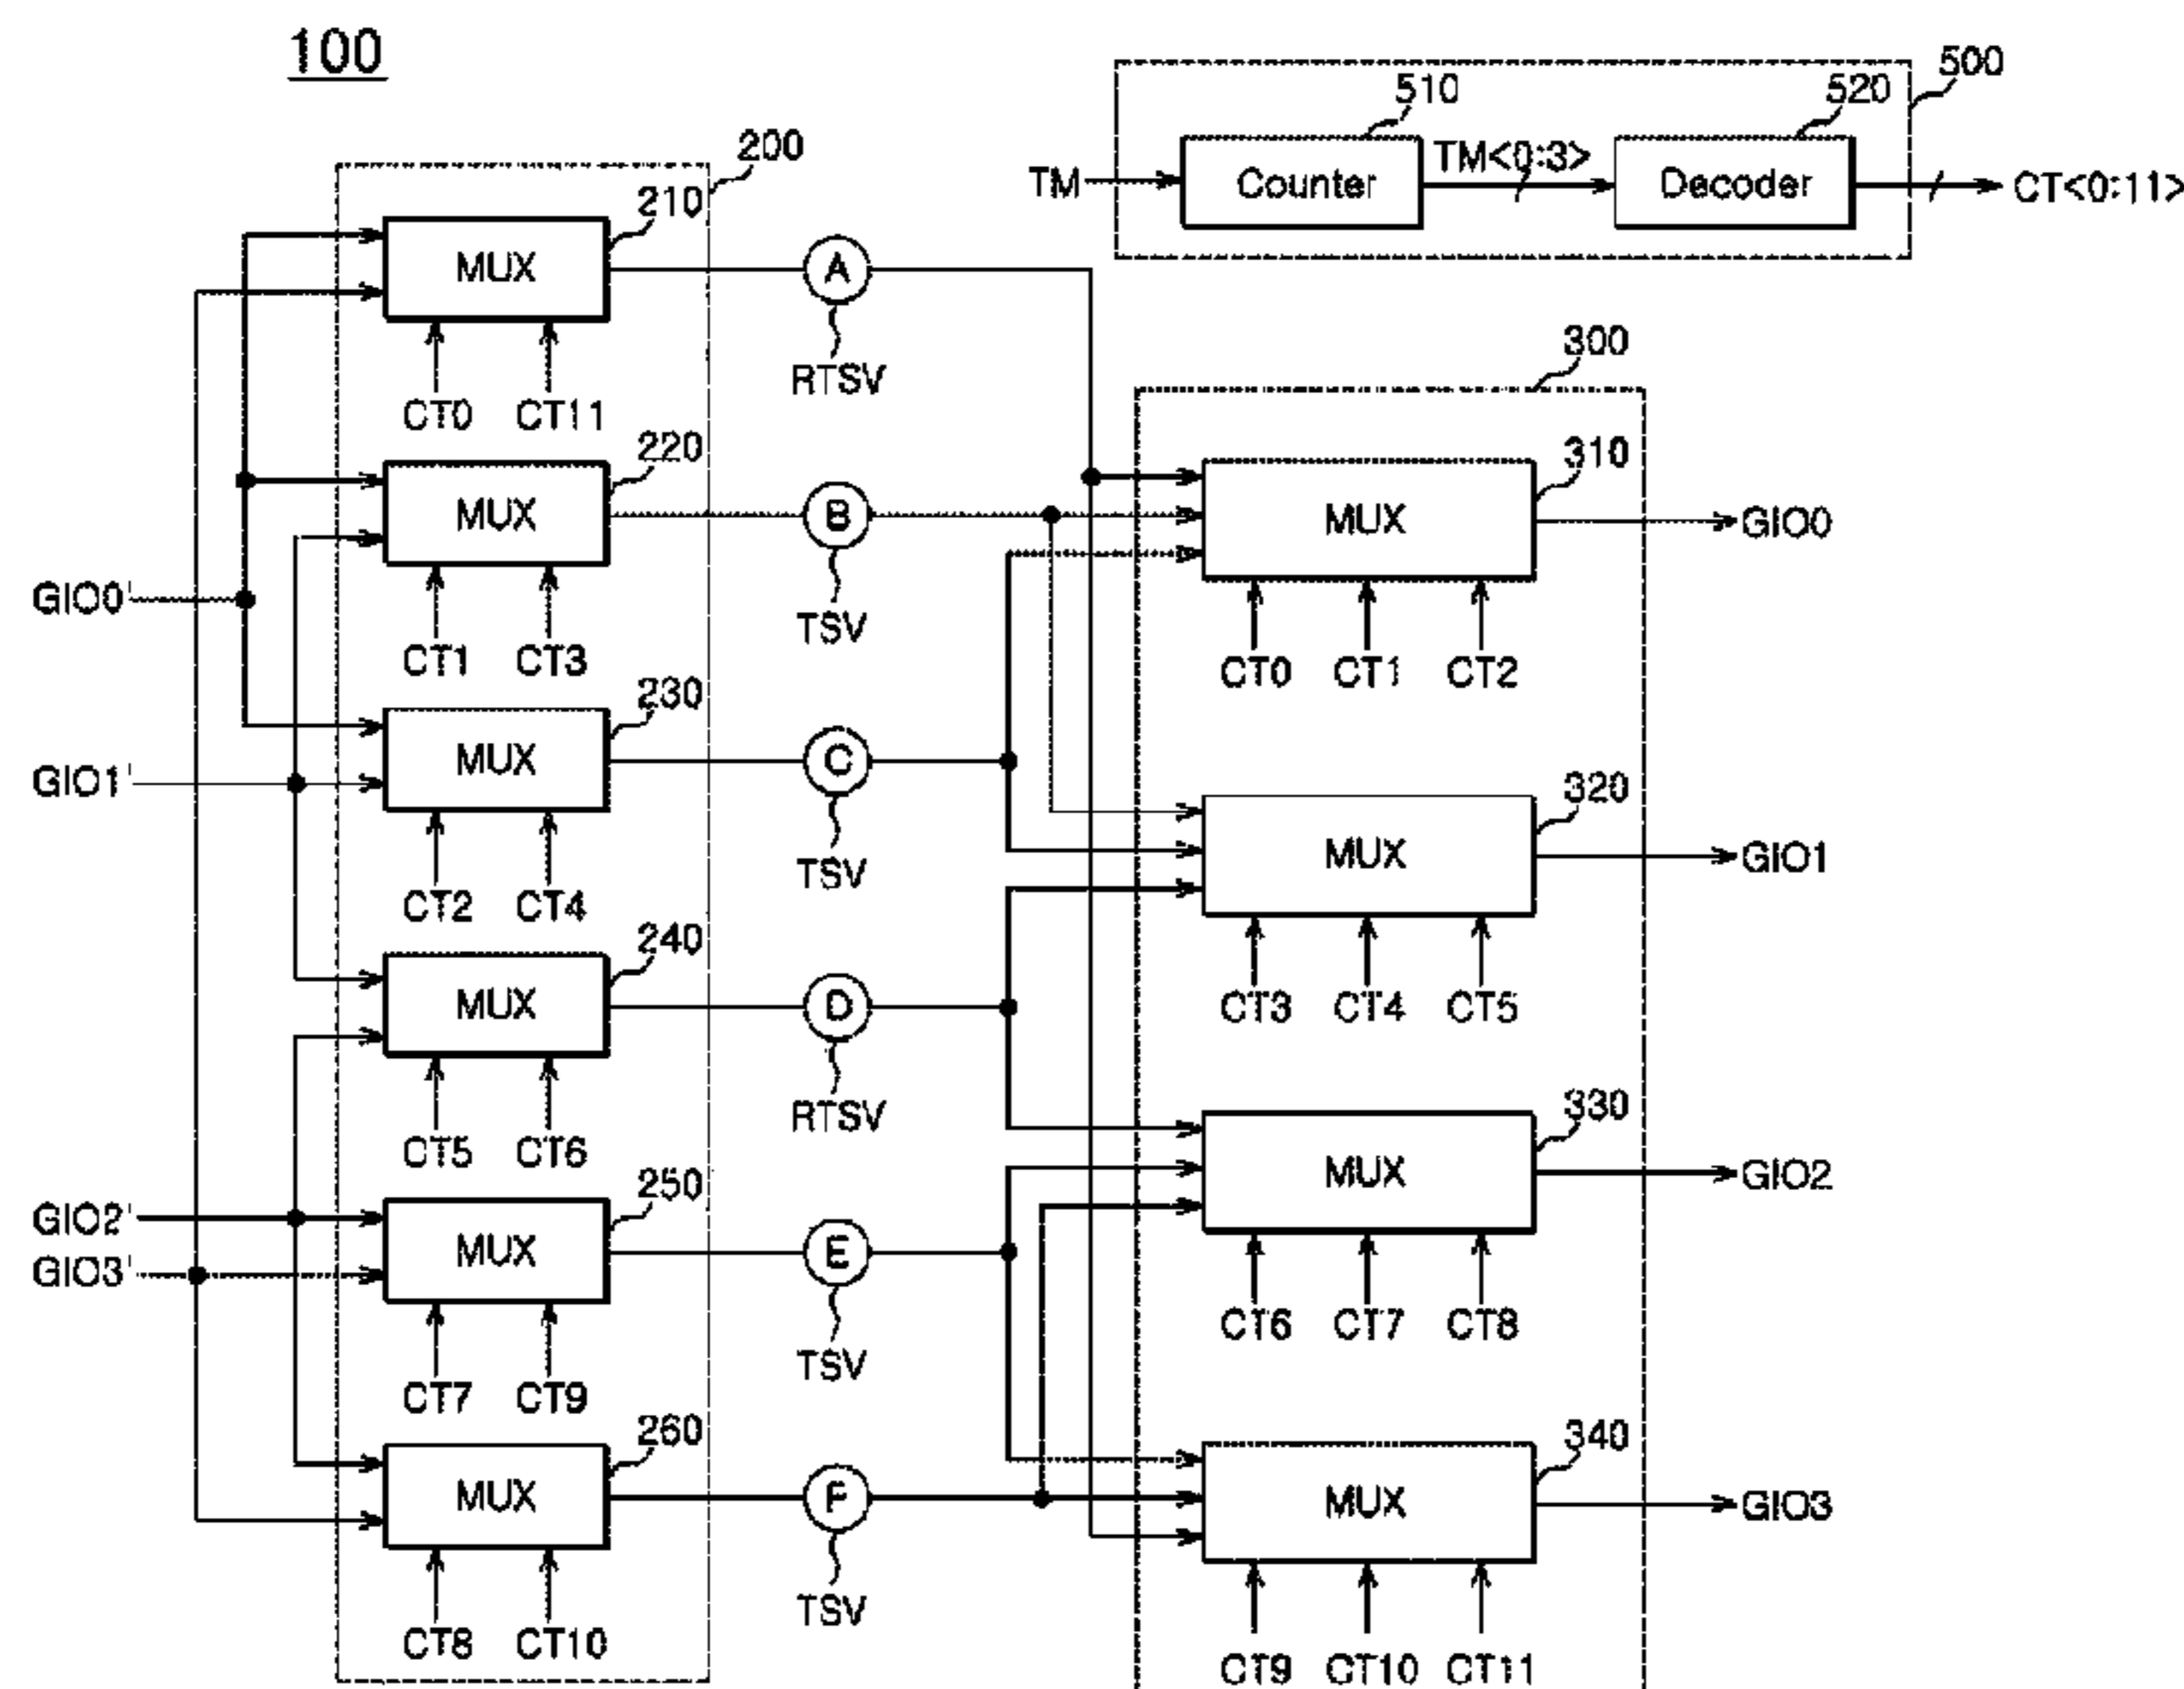 100
500
510
520
TM
Counter
TM<0:3>
Decoder
CT<0:11>
200
210
MUX
A
RTSV
CT0 CT11
220
MUX
B
TSV
CT1 CT3
GIO0'
230
MUX
C
TSV
CT2 CT4
GIO1'
240
MUX
D
RTSV
CT5 CT6
GIO2'
GIO3'
250
MUX
E
TSV
CT7 CT9
260
MUX
F
TSV
CT8 CT10
300
310
MUX
GIO0
CT0 CT1 CT2
320
MUX
GIO1
CT3 CT4 CT5
330
MUX
GIO2
CT6 CT7 CT8
340
MUX
GIO3
CT9 CT10 CT11